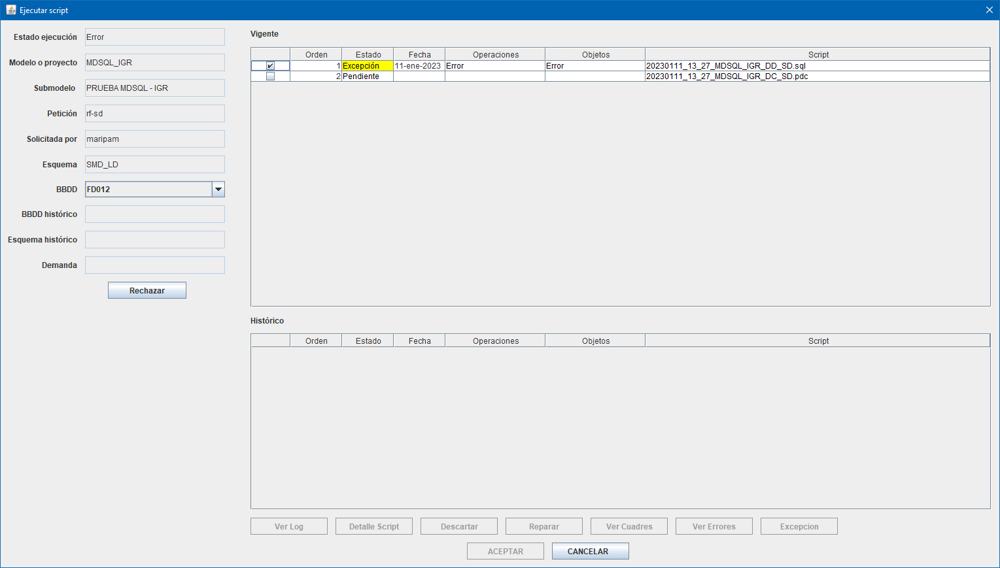 Ejecutar script
Estado ejecución Error
Modelo o proyecto MDSQL_IGR
Submodelo PRUEBA MDSQL - IGR
Petición rf-sd
Solicitada por maripam
Esquema SMD_LD
BBDD FD012
BBDD histórico
Esquema histórico
Demanda
Rechazar
Vigente
Orden Estado Fecha Operaciones Objetos Script
1 Excepción 11-ene-2023 Error Error 20230111_13_27_MDSQL_IGR_DD_SD.sql
2 Pendiente 20230111_13_27_MDSQL_IGR_DC_SD.pdc
Histórico
Orden Estado Fecha Operaciones Objetos Script
Ver Log Detalle Script Descartar Reparar Ver Cuadres Ver Errores Excepcion
ACEPTAR CANCELAR